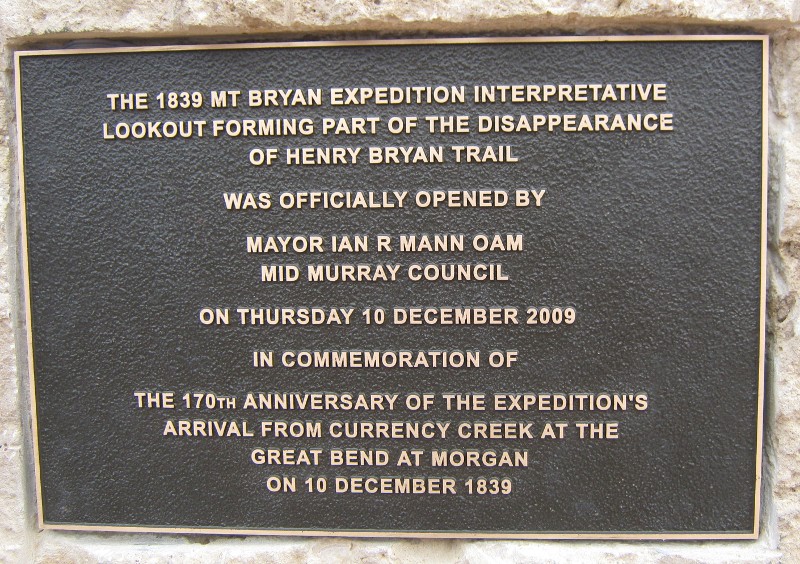 THE 1839 MT BRYAN EXPEDITION INTERPRETATIVE
LOOKOUT FORMING PART OF THE DISAPPEARANCE
OF HENRY BRYAN TRAIL
WAS OFFICIALLY OPENED BY
MAYOR IAN R MANN OAM
MID MURRAY COUNCIL
ON THURSDAY 10 DECEMBER 2009
IN COMMEMORATION OF
THE 170TH ANNIVERSARY OF THE EXPEDITION'S
ARRIVAL FROM CURRENCY CREEK AT THE
GREAT BEND AT MORGAN
ON 10 DECEMBER 1839